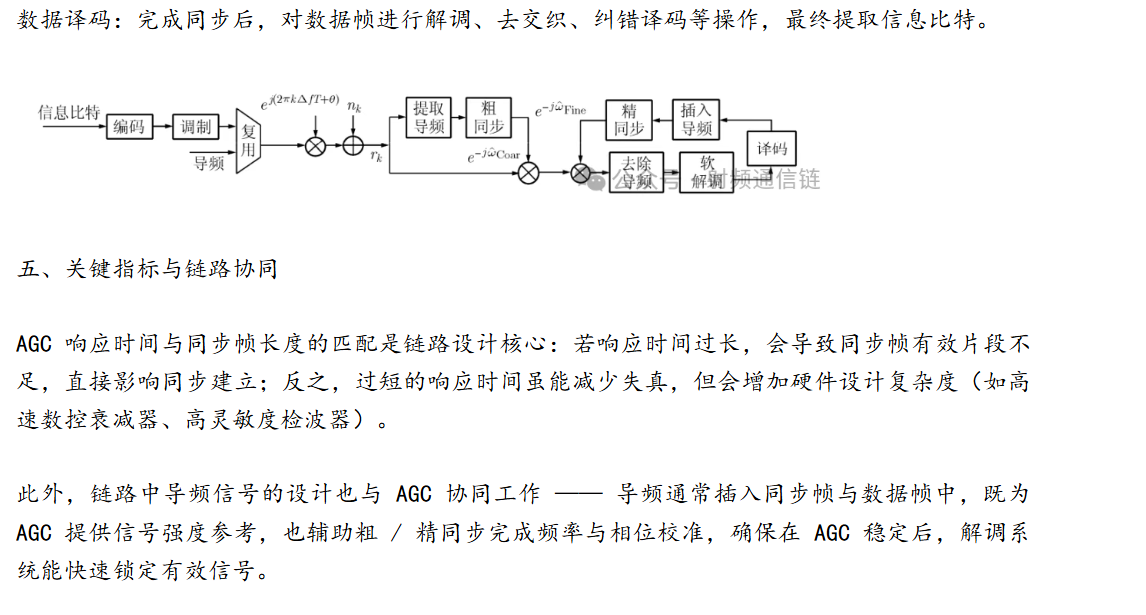 数据译码：完成同步后，对数据帧进行解调、去交织、纠错译码等操作，最终提取信息比特。
信息比特
编码
调制
导频
复用
e^{j(2πkΔfT+θ)}
n_k
r_k
提取
导频
粗
同步
e^{-jω̂Coar}
e^{-jω̂Fine}
精
同步
插入
导频
译码
去除
导频
软
解调
公众号 · 射频通信链
五、关键指标与链路协同
AGC 响应时间与同步帧长度的匹配是链路设计核心：若响应时间过长，会导致同步帧有效片段不
足，直接影响同步建立；反之，过短的响应时间虽能减少失真，但会增加硬件设计复杂度（如高
速数控衰减器、高灵敏度检波器）。
此外，链路中导频信号的设计也与 AGC 协同工作 —— 导频通常插入同步帧与数据帧中，既为
AGC 提供信号强度参考，也辅助粗 / 精同步完成频率与相位校准，确保在 AGC 稳定后，解调系
统能快速锁定有效信号。